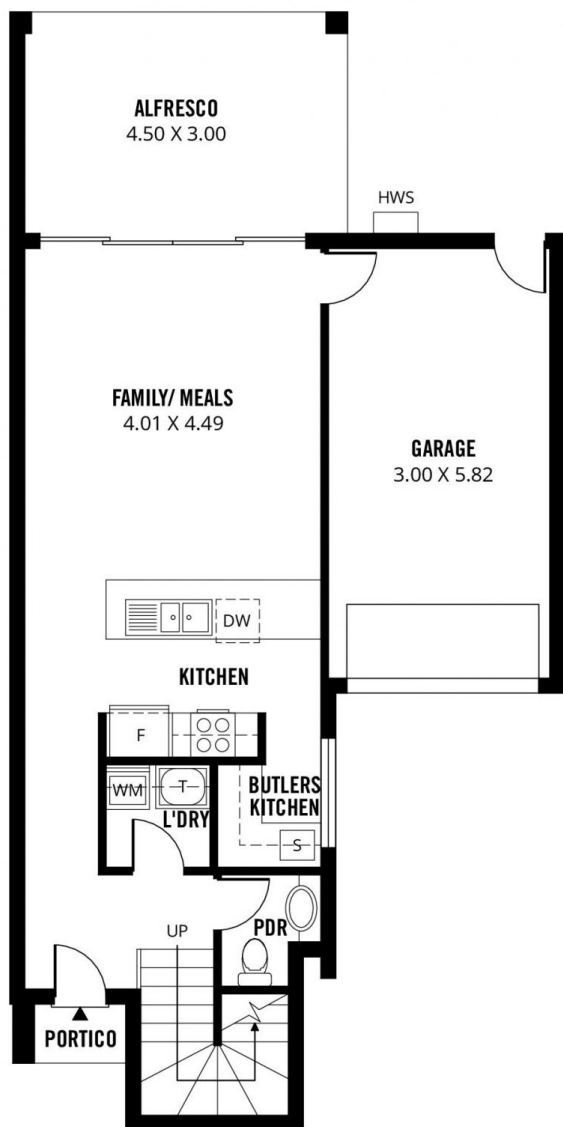 ALFRESCO
4.50 X 3.00
HWS
FAMILY/ MEALS
4.01 X 4.49
GARAGE
3.00 X 5.82
DW
KITCHEN
F
WM
T
L'DRY
BUTLERS
KITCHEN
S
UP
PDR
PORTICO